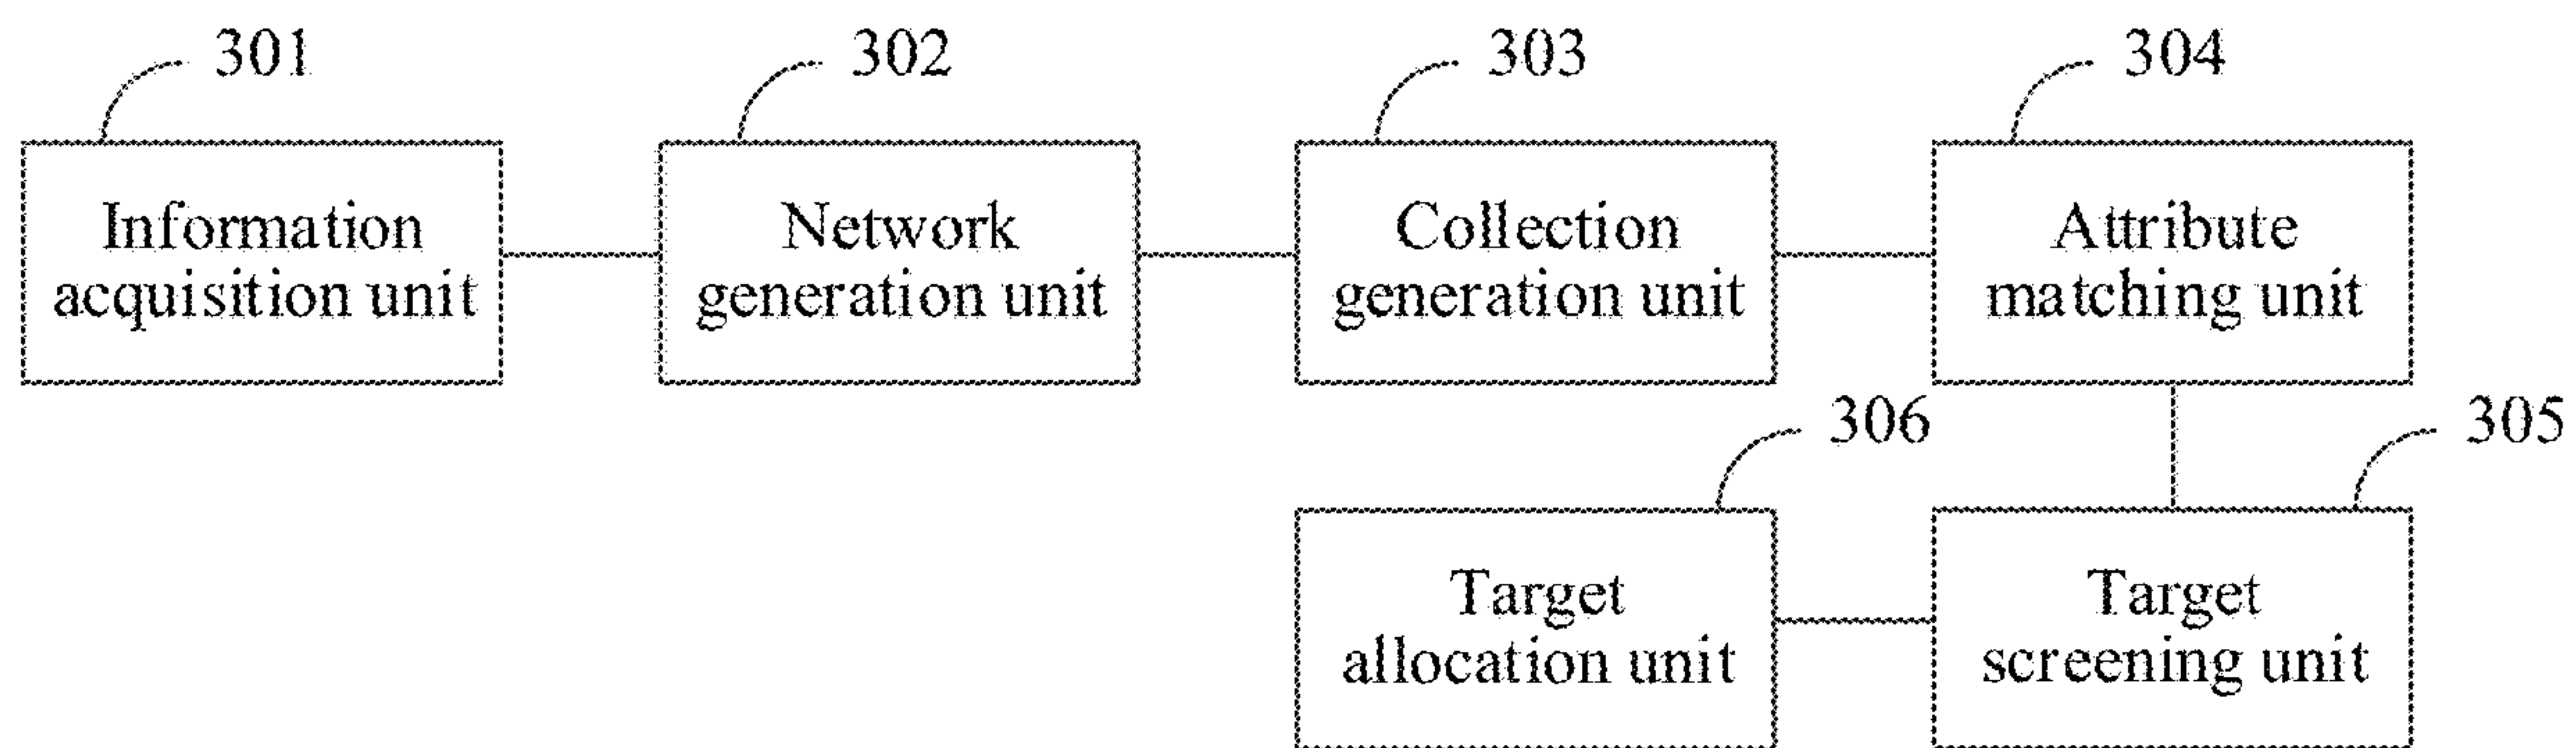 301
302
303
304
Information
acquisition unit
Network
generation unit
Collection
generation unit
Attribute
matching unit
306
305
Target
allocation unit
Target
screening unit